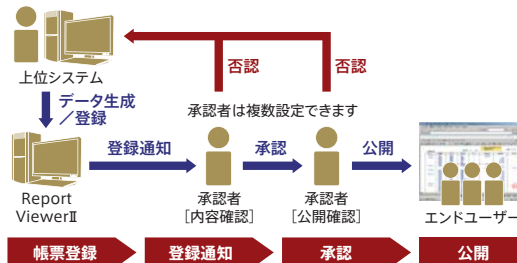 否認
否認
上位システム
データ生成
／登録
承認者は複数設定できます
登録通知
承認
公開
Report
ViewerⅡ
承認者
［内容確認］
承認者
［公開確認］
エンドユーザー
帳票登録
登録通知
承認
公開